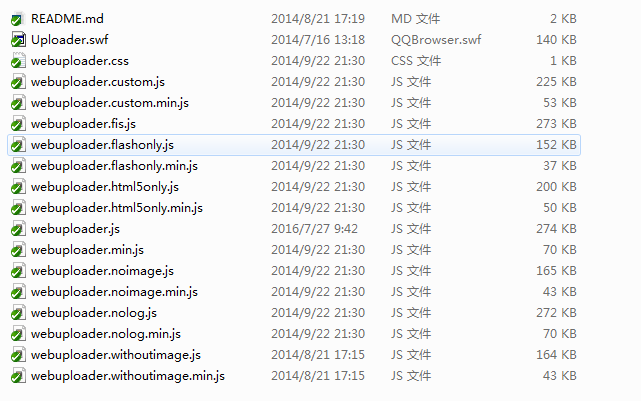 README.md 2014/8/21 17:19 MD 文件 2 KB
Uploader.swf 2014/7/16 13:18 QQBrowser.swf 140 KB
webuploader.css 2014/9/22 21:30 CSS 文件 1 KB
webuploader.custom.js 2014/9/22 21:30 JS 文件 225 KB
webuploader.custom.min.js 2014/9/22 21:30 JS 文件 53 KB
webuploader.fis.js 2014/9/22 21:30 JS 文件 273 KB
webuploader.flashonly.js 2014/9/22 21:30 JS 文件 152 KB
webuploader.flashonly.min.js 2014/9/22 21:30 JS 文件 37 KB
webuploader.html5only.js 2014/9/22 21:30 JS 文件 200 KB
webuploader.html5only.min.js 2014/9/22 21:30 JS 文件 50 KB
webuploader.js 2016/7/27 9:42 JS 文件 274 KB
webuploader.min.js 2014/9/22 21:30 JS 文件 70 KB
webuploader.noimage.js 2014/9/22 21:30 JS 文件 165 KB
webuploader.noimage.min.js 2014/9/22 21:30 JS 文件 43 KB
webuploader.nolog.js 2014/9/22 21:30 JS 文件 272 KB
webuploader.nolog.min.js 2014/9/22 21:30 JS 文件 70 KB
webuploader.withoutimage.js 2014/8/21 17:15 JS 文件 164 KB
webuploader.withoutimage.min.js 2014/8/21 17:15 JS 文件 43 KB